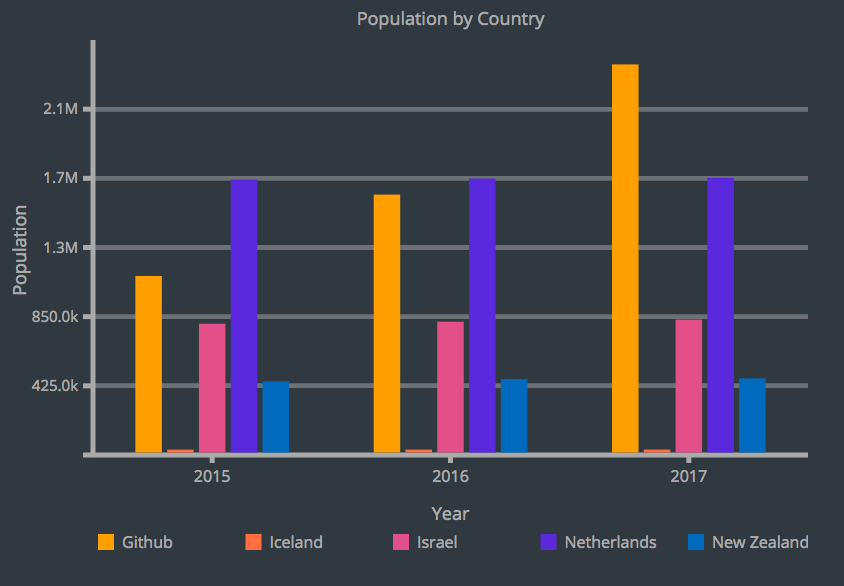 Population by Country
Population
2.1M
1.7M
1.3M
850.0k
425.0k
2015 2016 2017
Year
Github Iceland Israel Netherlands New Zealand